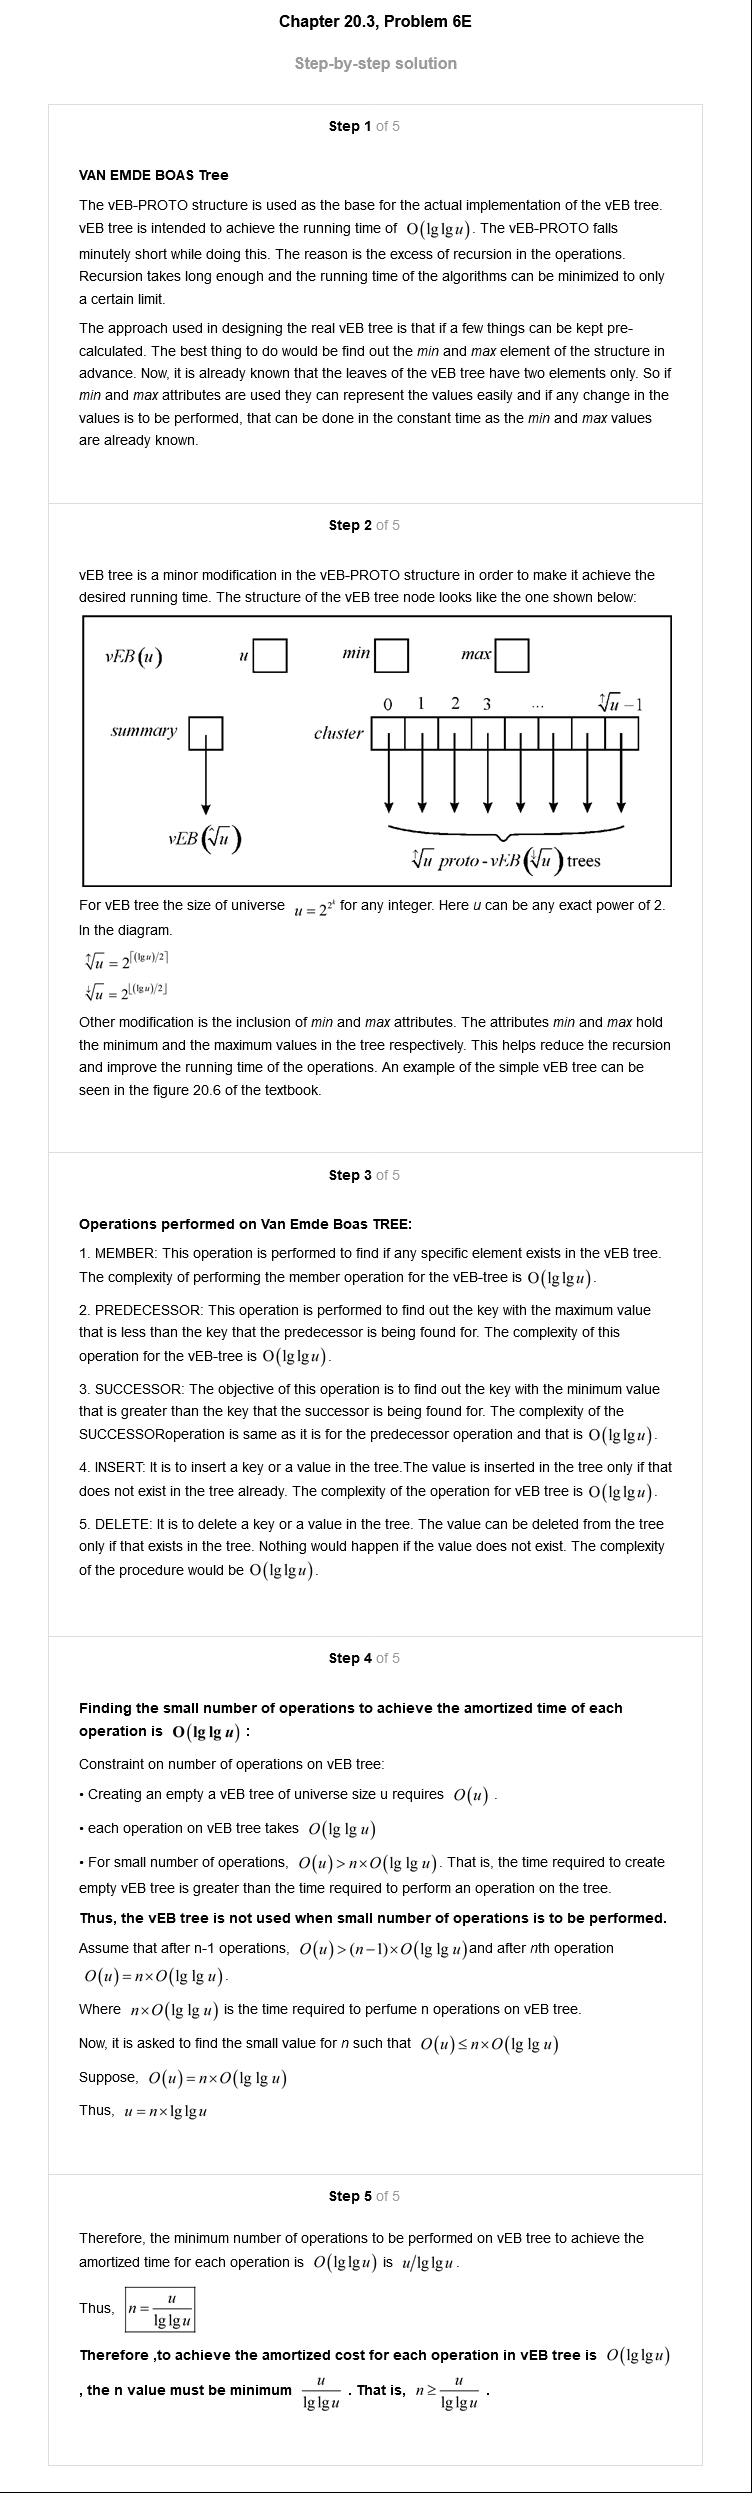 Chapter 20.3, Problem 6E
Step-by-step solution
Step 1 of 5
VAN EMDE BOAS Tree
The vEB-PROTO structure is used as the base for the actual implementation of the vEB tree.
vEB tree is intended to achieve the running time of O(lg lg u). The vEB-PROTO falls
minutely short while doing this. The reason is the excess of recursion in the operations.
Recursion takes long enough and the running time of the algorithms can be minimized to only
a certain limit.
The approach used in designing the real vEB tree is that if a few things can be kept pre-
calculated. The best thing to do would be find out the min and max element of the structure in
advance. Now, it is already known that the leaves of the vEB tree have two elements only. So if
min and max attributes are used they can represent the values easily and if any change in the
values is to be performed, that can be done in the constant time as the min and max values
are already known.
Step 2 of 5
vEB tree is a minor modification in the vEB-PROTO structure in order to make it achieve the
desired running time. The structure of the vEB tree node looks like the one shown below:
vEB(u) u min max
0 1 2 3 ... ↑√u −1
summary cluster
vEB(↑√u)
↑√u proto-vEB(↓√u) trees
For vEB tree the size of universe u = 2^{2^k} for any integer. Here u can be any exact power of 2.
In the diagram.
↑√u = 2^{⌈(lg u)/2⌉}
↓√u = 2^{⌊(lg u)/2⌋}
Other modification is the inclusion of min and max attributes. The attributes min and max hold
the minimum and the maximum values in the tree respectively. This helps reduce the recursion
and improve the running time of the operations. An example of the simple vEB tree can be
seen in the figure 20.6 of the textbook.
Step 3 of 5
Operations performed on Van Emde Boas TREE:
1. MEMBER: This operation is performed to find if any specific element exists in the vEB tree.
The complexity of performing the member operation for the vEB-tree is O(lg lg u).
2. PREDECESSOR: This operation is performed to find out the key with the maximum value
that is less than the key that the predecessor is being found for. The complexity of this
operation for the vEB-tree is O(lg lg u).
3. SUCCESSOR: The objective of this operation is to find out the key with the minimum value
that is greater than the key that the successor is being found for. The complexity of the
SUCCESSORoperation is same as it is for the predecessor operation and that is O(lg lg u).
4. INSERT: It is to insert a key or a value in the tree.The value is inserted in the tree only if that
does not exist in the tree already. The complexity of the operation for vEB tree is O(lg lg u).
5. DELETE: It is to delete a key or a value in the tree. The value can be deleted from the tree
only if that exists in the tree. Nothing would happen if the value does not exist. The complexity
of the procedure would be O(lg lg u).
Step 4 of 5
Finding the small number of operations to achieve the amortized time of each
operation is O(lg lg u) :
Constraint on number of operations on vEB tree:
• Creating an empty a vEB tree of universe size u requires O(u) .
• each operation on vEB tree takes O(lg lg u)
• For small number of operations, O(u) > n×O(lg lg u). That is, the time required to create
empty vEB tree is greater than the time required to perform an operation on the tree.
Thus, the vEB tree is not used when small number of operations is to be performed.
Assume that after n-1 operations, O(u) > (n−1)×O(lg lg u)and after nth operation
O(u) = n×O(lg lg u).
Where n×O(lg lg u) is the time required to perfume n operations on vEB tree.
Now, it is asked to find the small value for n such that O(u) ≤ n×O(lg lg u)
Suppose, O(u) = n×O(lg lg u)
Thus, u = n×lg lg u
Step 5 of 5
Therefore, the minimum number of operations to be performed on vEB tree to achieve the
amortized time for each operation is O(lg lg u) is u/lg lg u .
Thus, n = u/lg lg u
Therefore ,to achieve the amortized cost for each operation in vEB tree is O(lg lg u)
, the n value must be minimum u/lg lg u . That is, n ≥ u/lg lg u .